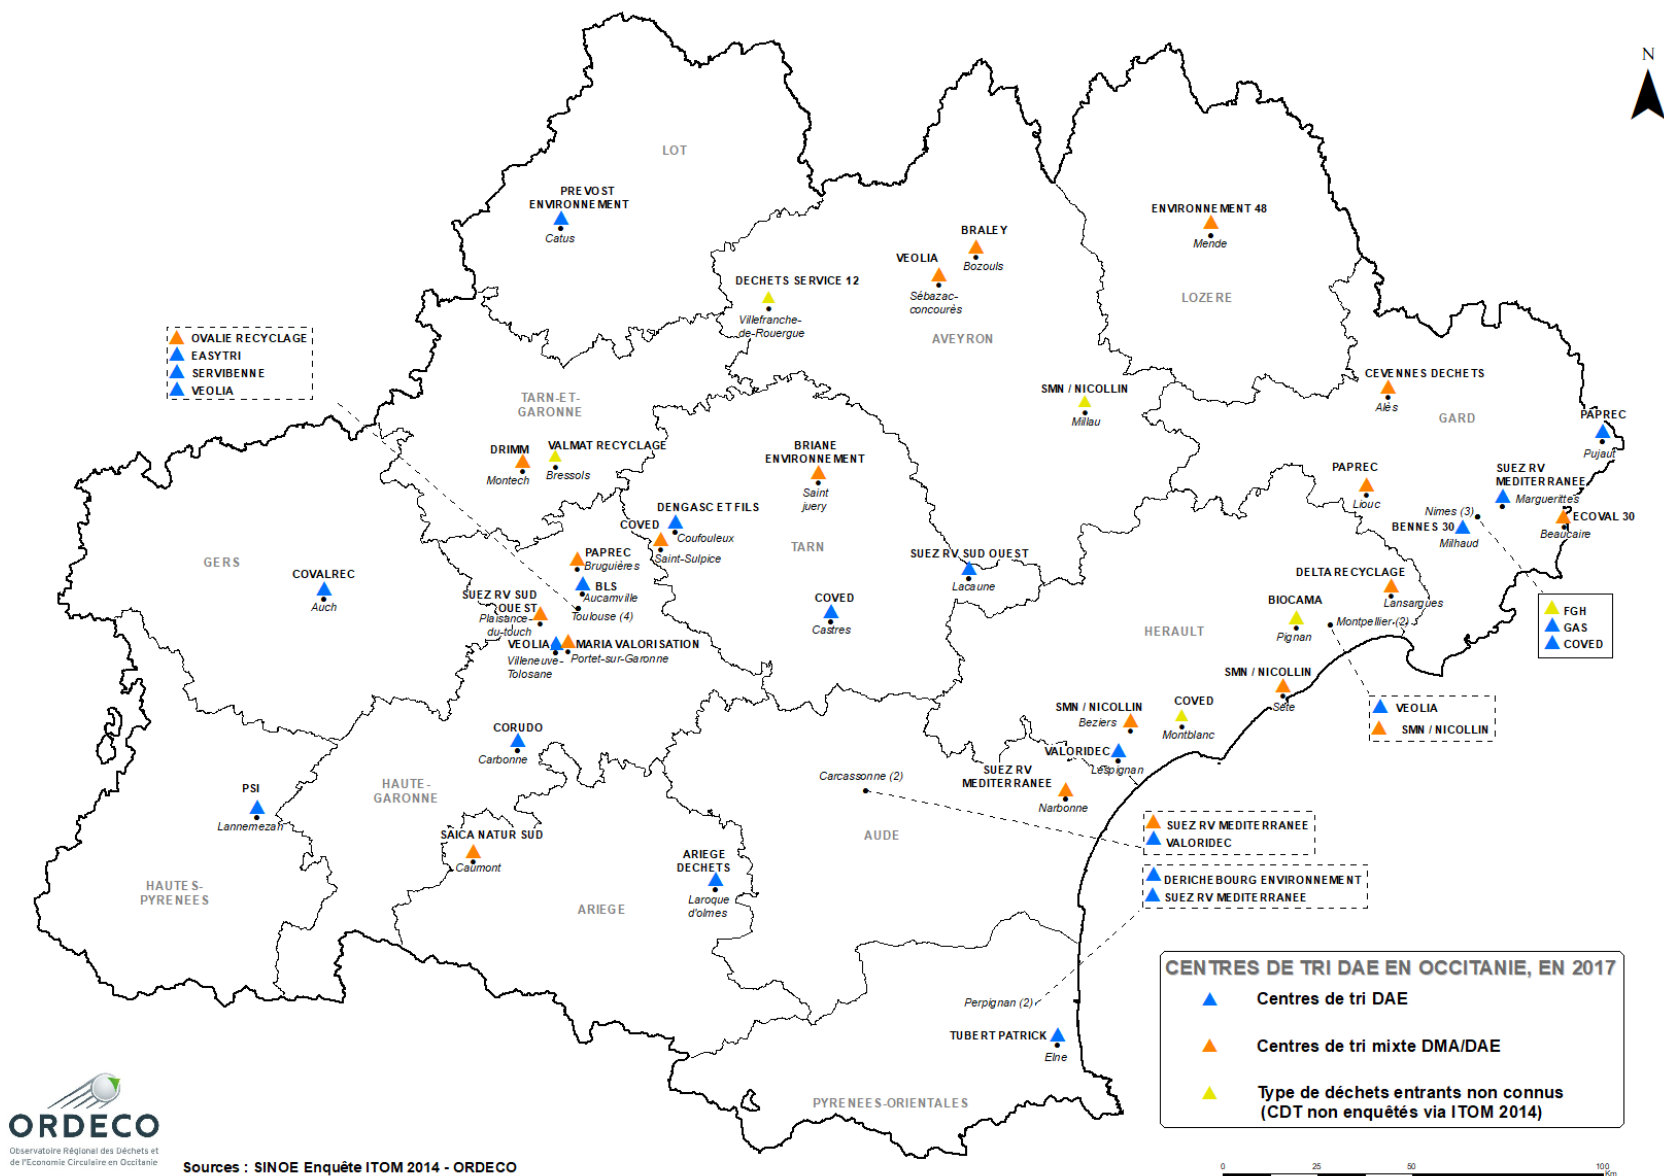 N
LOT
PREVOST
ENVIRONNEMENT
Catus
ENVIRONNEMENT 48
Mende
LOZERE
BRALEY
Bozouls
VEOLIA
Sébazac-
concourès
DECHETS SERVICE 12
Villefranche-
de-Rouergue
AVEYRON
OVALIE RECYCLAGE
EASYTRI
SERVIBENNE
VEOLIA
TARN-ET-
GARONNE
SMN / NICOLLIN
Millau
CEVENNES DECHETS
Alès
GARD
PAPREC
Pujaut
DRIMM
Montech
VALMAT RECYCLAGE
Bressols
BRIANE
ENVIRONNEMENT
Saint
juery
PAPREC
Liouc
SUEZ RV
MEDITERRANEE
Marguerittes
Nimes (3)
BENNES 30
Milhaud
ECOVAL 30
Beaucaire
DENGASC ET FILS
Coufouleux
COVED
Saint-Sulpice
TARN
GERS
COVALREC
Auch
PAPREC
Bruguières
BLS
Aucamville
SUEZ RV SUD
OUEST
Plaisance-
du-touch
Toulouse (4)
VEOLIA
Villeneuve-
Tolosane
MARIA VALORISATION
Portet-sur-Garonne
SUEZ RV SUD OUEST
Lacaune
COVED
Castres
DELTA RECYCLAGE
Lansargues
BIOCAMA
Pignan
Montpellier (2)
HERAULT
FGH
GAS
COVED
SMN / NICOLLIN
Sète
VEOLIA
SMN / NICOLLIN
SMN / NICOLLIN
Beziers
COVED
Montblanc
VALORIDEC
Lespignan
SUEZ RV
MEDITERRANEE
Narbonne
CORUDO
Carbonne
HAUTE-
GARONNE
PSI
Lannemezan
Carcassonne (2)
AUDE
SUEZ RV MEDITERRANEE
VALORIDEC
SAICA NATUR SUD
Caumont
ARIEGE
DECHETS
Laroque
d'olmes
HAUTES-
PYRENEES
ARIEGE
DERICHEBOURG ENVIRONNEMENT
SUEZ RV MEDITERRANEE
Perpignan (2)
TUBERT PATRICK
Elne
PYRENEES-ORIENTALES
CENTRES DE TRI DAE EN OCCITANIE, EN 2017
Centres de tri DAE
Centres de tri mixte DMA/DAE
Type de déchets entrants non connus
(CDT non enquêtés via ITOM 2014)
ORDECO
Observatoire Régional des Déchets et
de l'Economie Circulaire en Occitanie
Sources : SINOE Enquête ITOM 2014 - ORDECO
0 25 50 100
Km